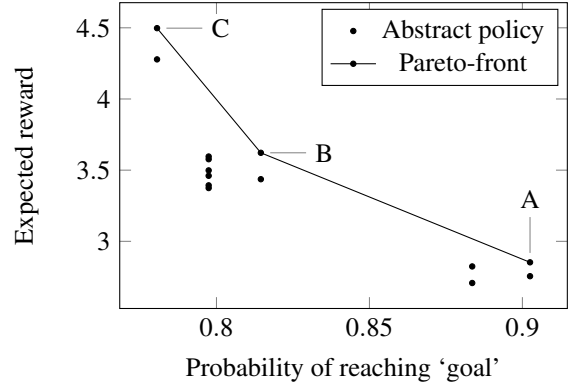 4.5
4
3.5
3
0.8
0.85
0.9
Expected reward
Probability of reaching ‘goal’
Abstract policy
Pareto-front
C
B
A